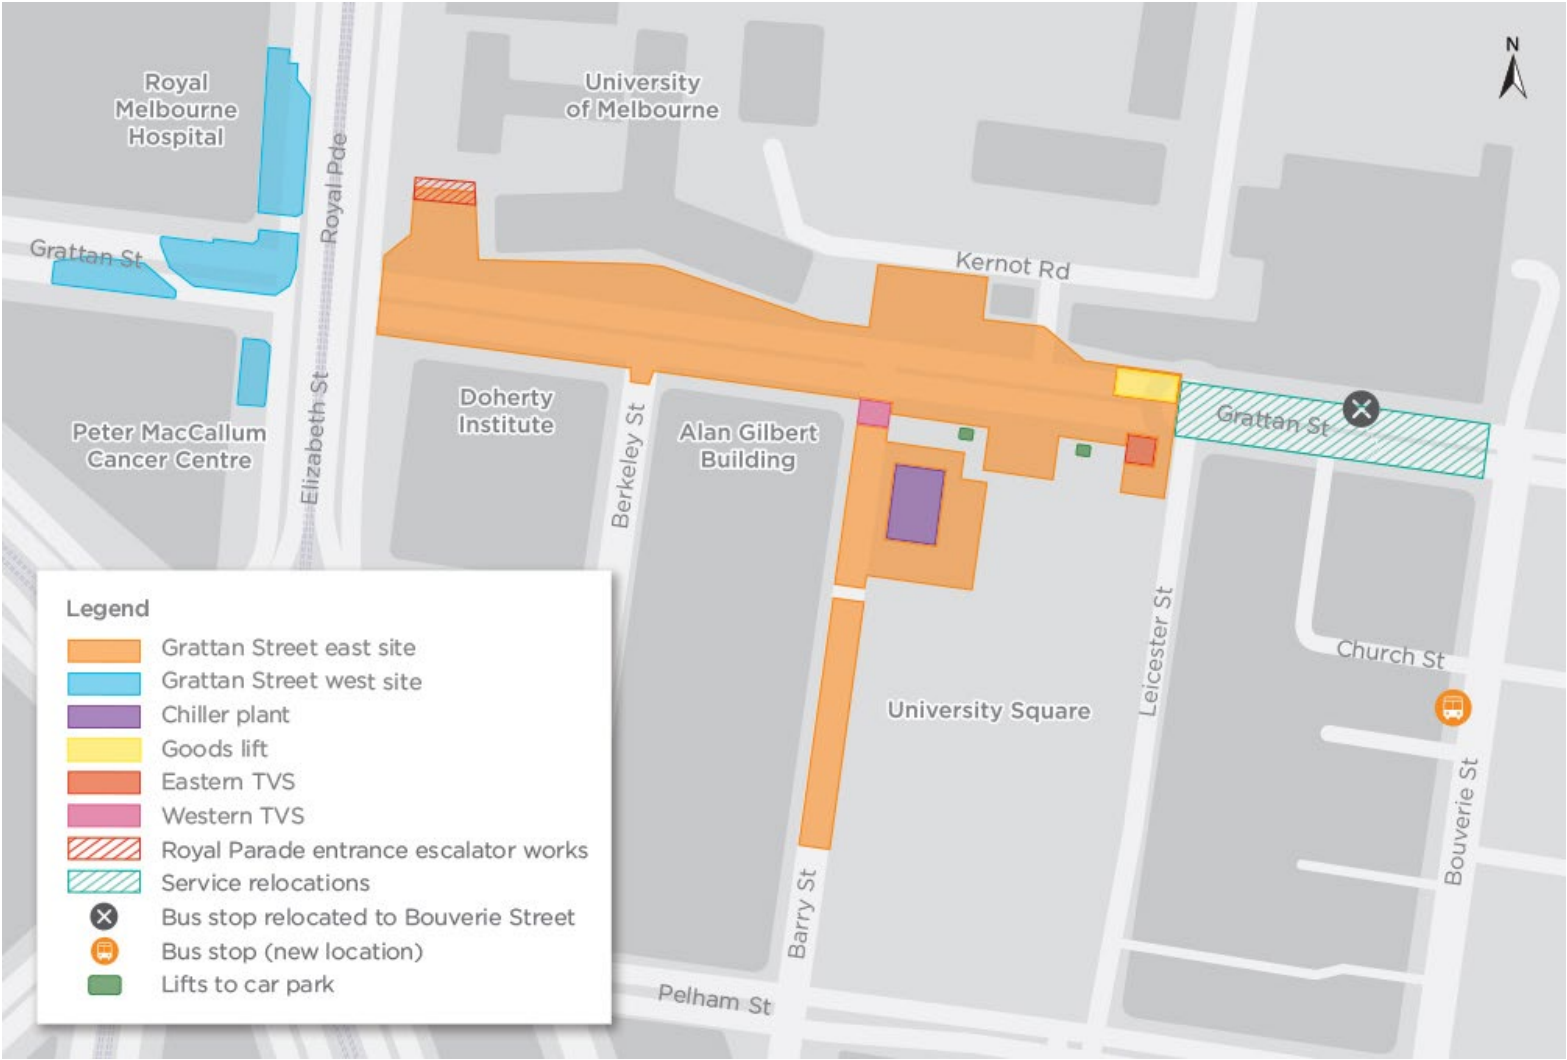 N
Royal
Melbourne
Hospital
University
of Melbourne
Royal Pde
Grattan St
Kernot Rd
Elizabeth St
Peter MacCallum
Cancer Centre
Doherty
Institute
Berkeley St
Alan Gilbert
Building
Grattan St
Leicester St
Church St
University Square
Bouverie St
Barry St
Pelham St
Legend
Grattan Street east site
Grattan Street west site
Chiller plant
Goods lift
Eastern TVS
Western TVS
Royal Parade entrance escalator works
Service relocations
Bus stop relocated to Bouverie Street
Bus stop (new location)
Lifts to car park